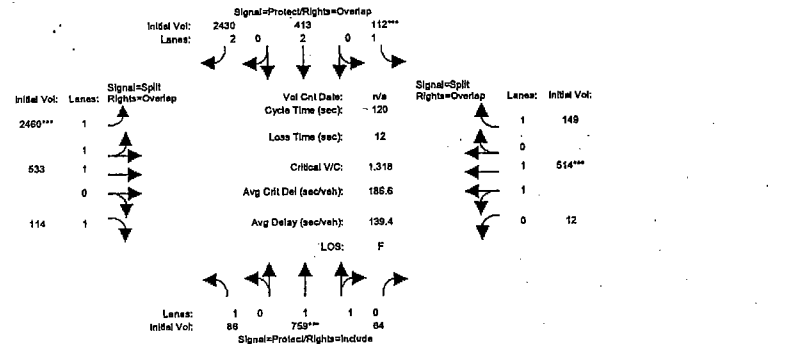 Signal=Protect/Rights=Overlap
Initial Vol: 2430 413 112***
Lanes: 2 0 2 0 1
Signal=Split
Initial Vol: Lanes: Rights=Overlap
Vol Cnt Date: n/a
Signal=Split
Rights=Overlap Lanes: Initial Vol:
Cycle Time (sec): 120
2460*** 1
1 149
Loss Time (sec): 12
1
0
533 1
Critical V/C: 1.318
1 514***
0
Avg Crit Del (sec/veh): 186.6
1
114 1
Avg Delay (sec/veh): 139.4
0 12
LOS: F
Lanes: 1 0 1 1 0
Initial Vol: 86 759*** 64
Signal=Protect/Rights=Include